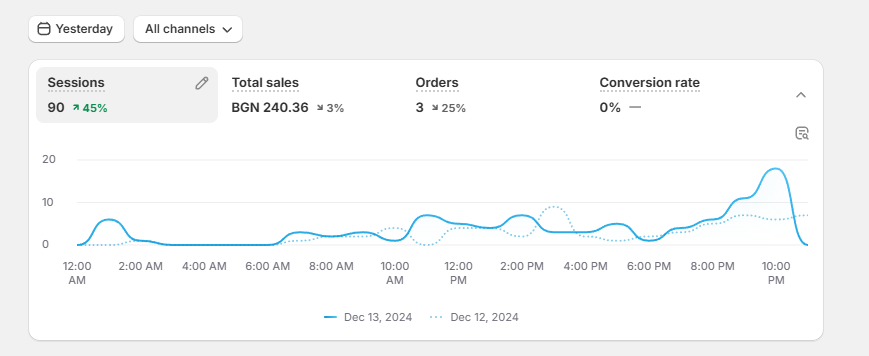 Yesterday All channels
Sessions Total sales Orders Conversion rate
90 45% BGN 240.36 3% 3 25% 0% —
20
10
0
12:00 AM 2:00 AM 4:00 AM 6:00 AM 8:00 AM 10:00 AM 12:00 PM 2:00 PM 4:00 PM 6:00 PM 8:00 PM 10:00 PM
Dec 13, 2024 Dec 12, 2024